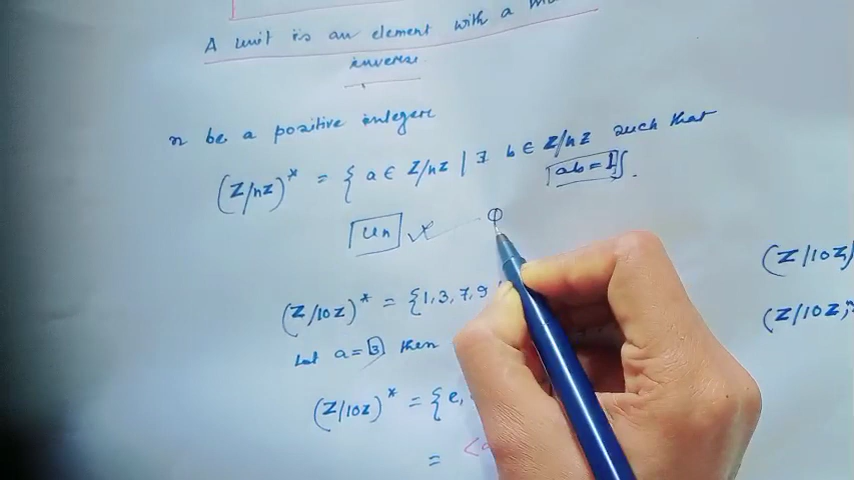 A unit is an element with a
inverse
n be a positive integer
(Z/nZ)* = { a ∈ Z/nZ | ∃ b ∈ Z/nZ such that
ab = 1}.
Un
φ
(Z/10Z)* = {1, 3, 7, 9
Let a = 3 then
(Z/10Z)* = {e,
= <
(Z/10Z)
(Z/10Z,